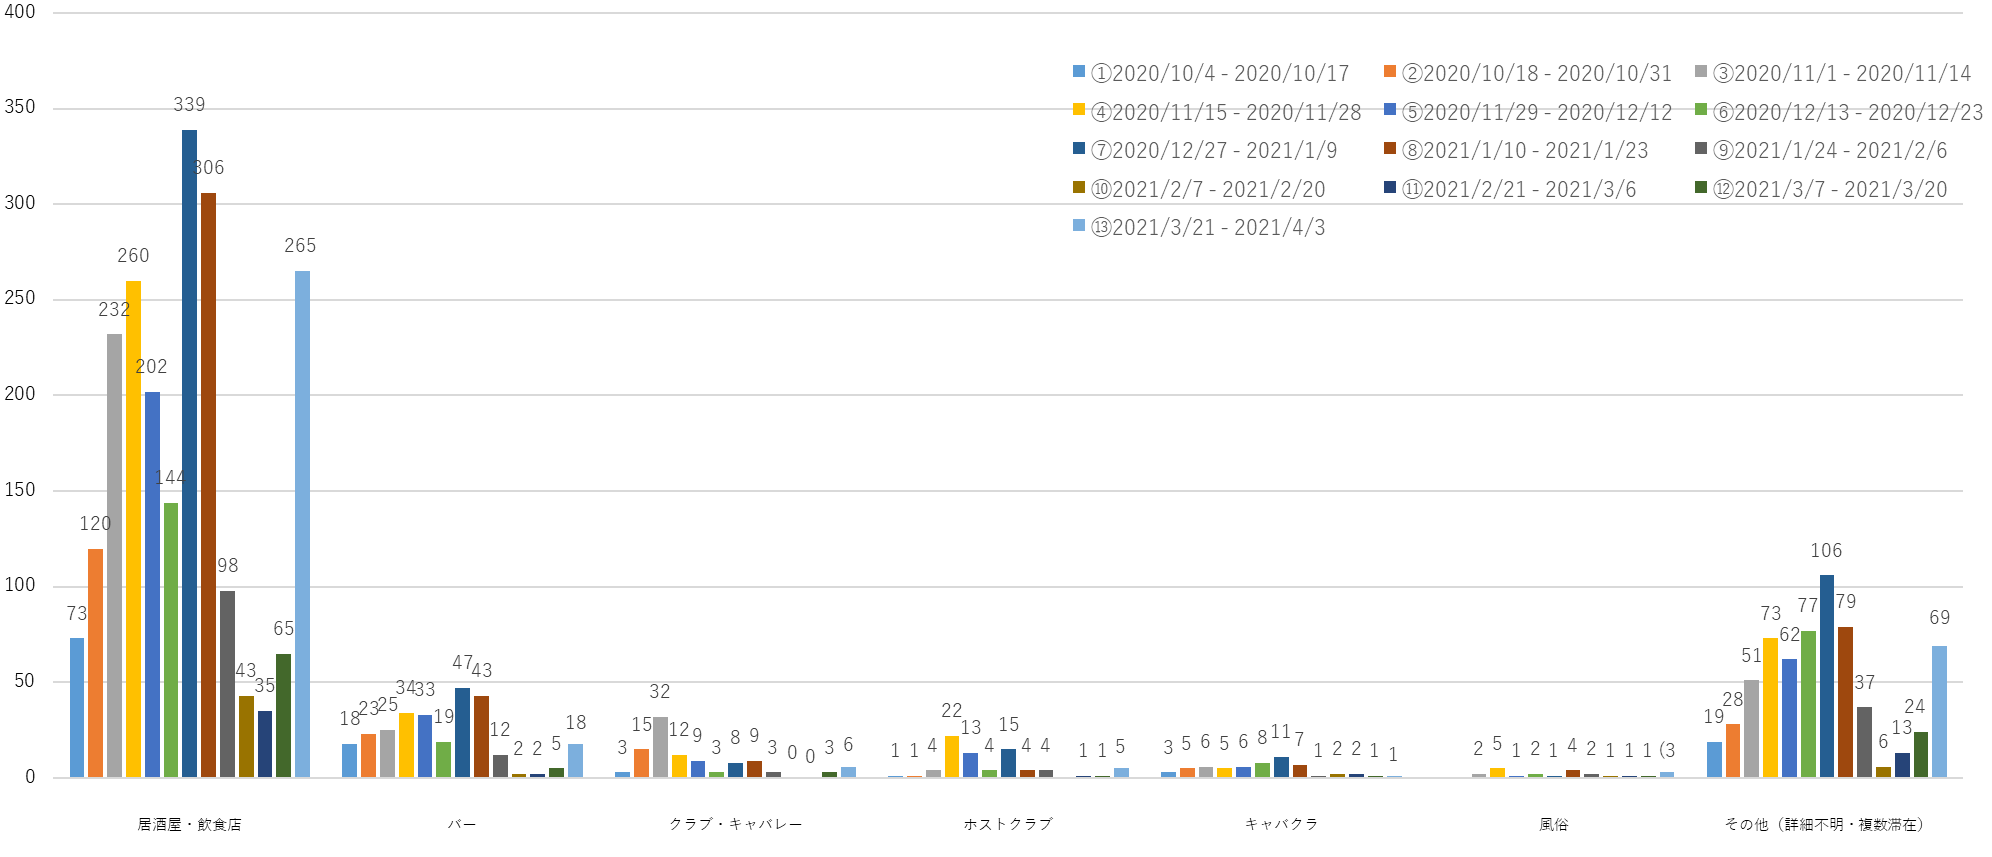 400
350
300
250
200
150
100
50
0
①2020/10/4 - 2020/10/17 ②2020/10/18 - 2020/10/31 ③2020/11/1 - 2020/11/14
④2020/11/15 - 2020/11/28 ⑤2020/11/29 - 2020/12/12 ⑥2020/12/13 - 2020/12/23
⑦2020/12/27 - 2021/1/9 ⑧2021/1/10 - 2021/1/23 ⑨2021/1/24 - 2021/2/6
⑩2021/2/7 - 2021/2/20 ⑪2021/2/21 - 2021/3/6 ⑫2021/3/7 - 2021/3/20
⑬2021/3/21 - 2021/4/3
73 120 232 260 202 144 339 306 98 43 35 65 265
18 23 25 34 33 19 47 43 12 2 2 5 18
3 15 32 12 9 3 8 9 3 0 0 3 6
1 1 4 22 13 4 15 4 4 1 1 5
3 5 6 5 6 8 11 7 1 2 2 1 1
2 5 1 2 1 4 2 1 1 1 (3
19 28 51 73 62 77 106 79 37 6 13 24 69
居酒屋・飲食店 バー クラブ・キャバレー ホストクラブ キャバクラ 風俗 その他（詳細不明・複数滞在）